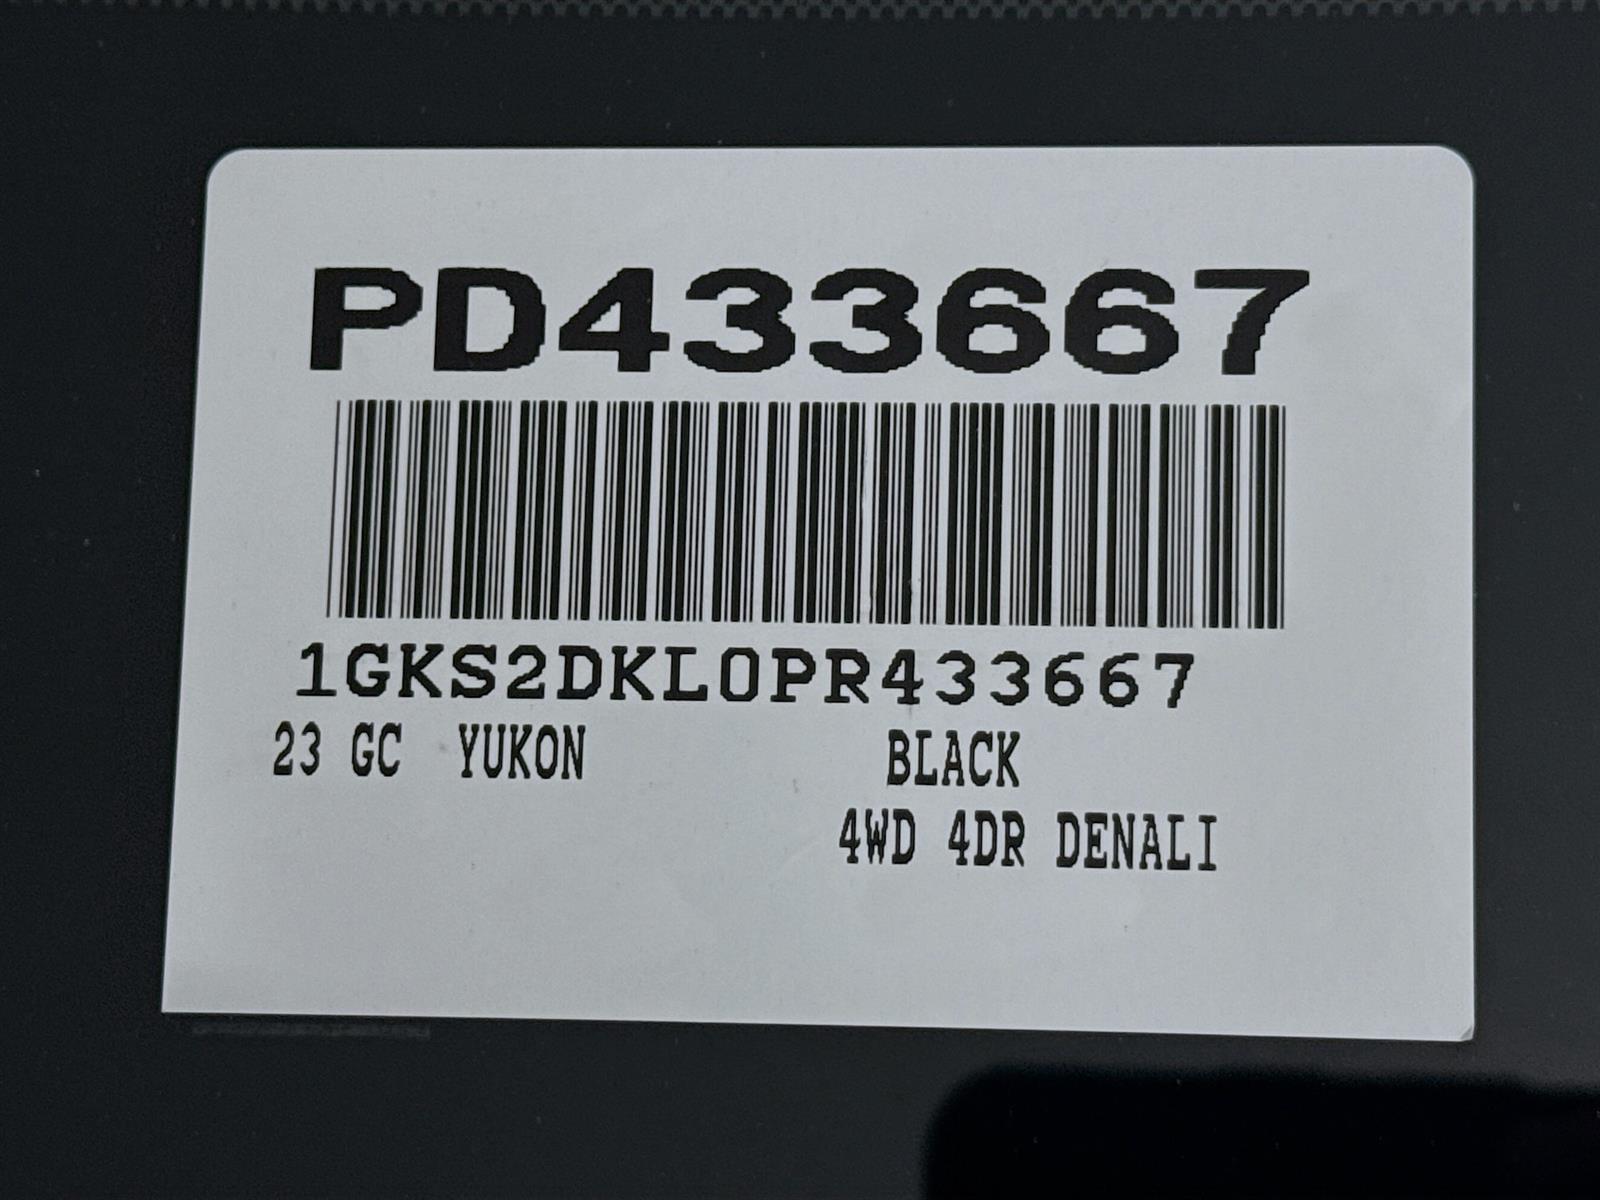 PD433667
1GKS2DKL0PR433667
23 GC YUKON BLACK
4WD 4DR DENALI